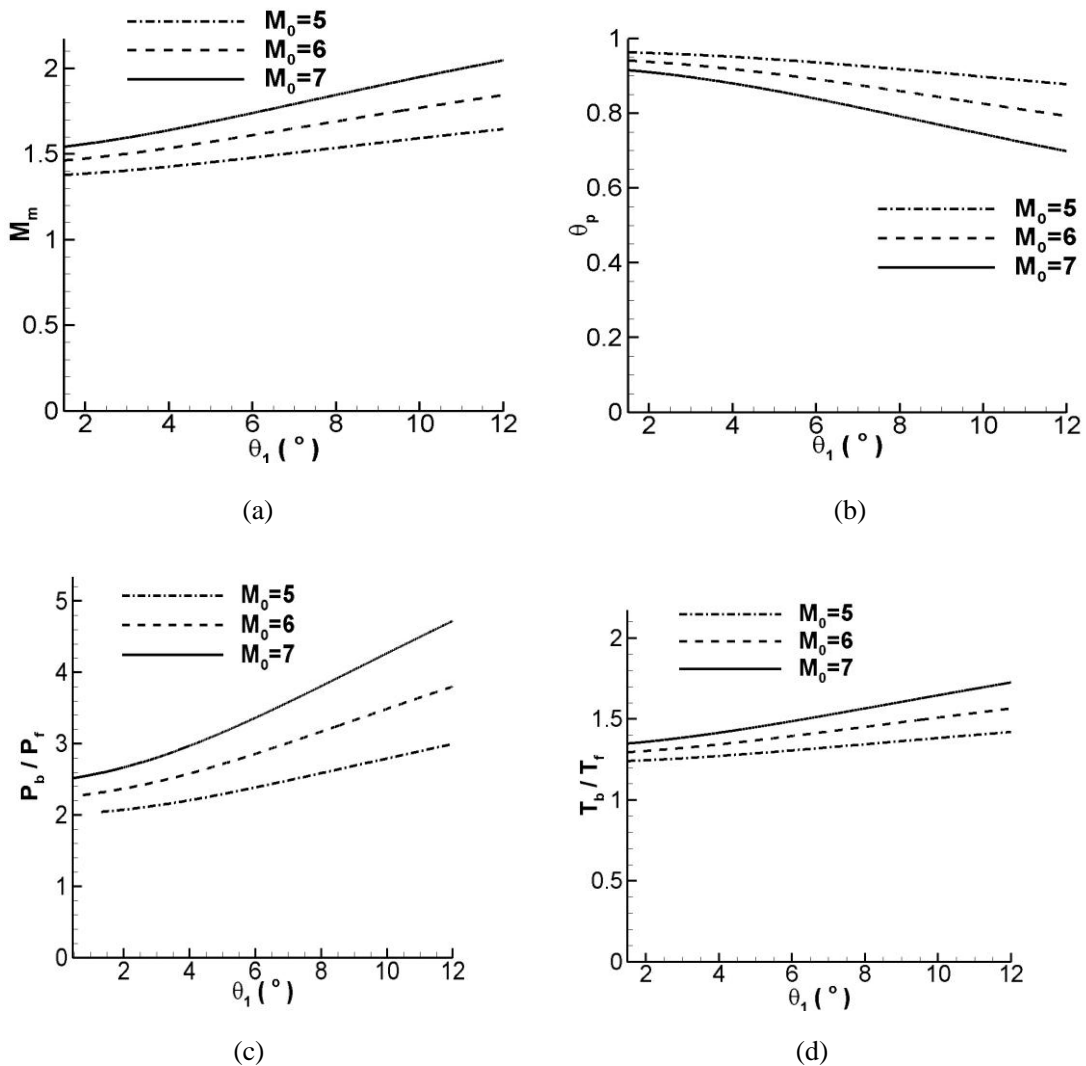 M₀=5
M₀=6
M₀=7
2
1.5
1
0.5
0
Mₘ
2 4 6 8 10 12
θ₁ ( ° )
(a)
1
0.8
0.6
0.4
0.2
0
θₚ
M₀=5
M₀=6
M₀=7
2 4 6 8 10 12
θ₁ ( ° )
(b)
M₀=5
M₀=6
M₀=7
5
4
3
2
1
0
P_b / P_f
2 4 6 8 10 12
θ₁ ( ° )
(c)
M₀=5
M₀=6
M₀=7
2
1.5
1
0.5
0
T_b / T_f
2 4 6 8 10 12
θ₁ ( ° )
(d)